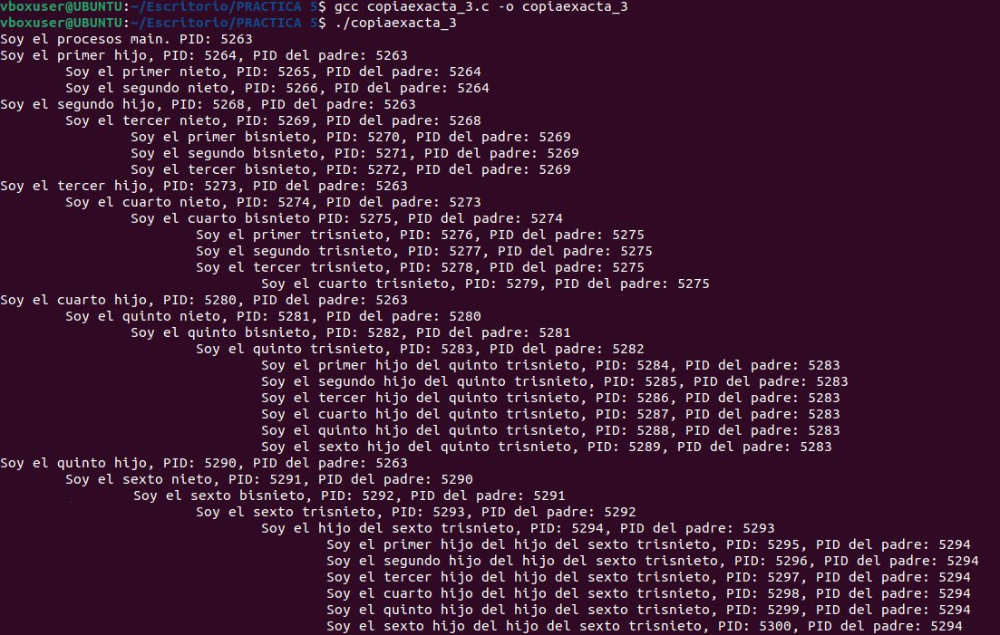 vboxuser@UBUNTU:~/Escritorio/PRACTICA 5$ gcc copiaexacta_3.c -o copiaexacta_3
vboxuser@UBUNTU:~/Escritorio/PRACTICA 5$ ./copiaexacta_3
Soy el procesos main. PID: 5263
Soy el primer hijo, PID: 5264, PID del padre: 5263
Soy el primer nieto, PID: 5265, PID del padre: 5264
Soy el segundo nieto, PID: 5266, PID del padre: 5264
Soy el segundo hijo, PID: 5268, PID del padre: 5263
Soy el tercer nieto, PID: 5269, PID del padre: 5268
Soy el primer bisnieto, PID: 5270, PID del padre: 5269
Soy el segundo bisnieto, PID: 5271, PID del padre: 5269
Soy el tercer bisnieto, PID: 5272, PID del padre: 5269
Soy el tercer hijo, PID: 5273, PID del padre: 5263
Soy el cuarto nieto, PID: 5274, PID del padre: 5273
Soy el cuarto bisnieto PID: 5275, PID del padre: 5274
Soy el primer trisnieto, PID: 5276, PID del padre: 5275
Soy el segundo trisnieto, PID: 5277, PID del padre: 5275
Soy el tercer trisnieto, PID: 5278, PID del padre: 5275
Soy el cuarto trisnieto, PID: 5279, PID del padre: 5275
Soy el cuarto hijo, PID: 5280, PID del padre: 5263
Soy el quinto nieto, PID: 5281, PID del padre: 5280
Soy el quinto bisnieto, PID: 5282, PID del padre: 5281
Soy el quinto trisnieto, PID: 5283, PID del padre: 5282
Soy el primer hijo del quinto trisnieto, PID: 5284, PID del padre: 5283
Soy el segundo hijo del quinto trisnieto, PID: 5285, PID del padre: 5283
Soy el tercer hijo del quinto trisnieto, PID: 5286, PID del padre: 5283
Soy el cuarto hijo del quinto trisnieto, PID: 5287, PID del padre: 5283
Soy el quinto hijo del quinto trisnieto, PID: 5288, PID del padre: 5283
Soy el sexto hijo del quinto trisnieto, PID: 5289, PID del padre: 5283
Soy el quinto hijo, PID: 5290, PID del padre: 5263
Soy el sexto nieto, PID: 5291, PID del padre: 5290
Soy el sexto bisnieto, PID: 5292, PID del padre: 5291
Soy el sexto trisnieto, PID: 5293, PID del padre: 5292
Soy el hijo del sexto trisnieto, PID: 5294, PID del padre: 5293
Soy el primer hijo del hijo del sexto trisnieto, PID: 5295, PID del padre: 5294
Soy el segundo hijo del hijo del sexto trisnieto, PID: 5296, PID del padre: 5294
Soy el tercer hijo del hijo del sexto trisnieto, PID: 5297, PID del padre: 5294
Soy el cuarto hijo del hijo del sexto trisnieto, PID: 5298, PID del padre: 5294
Soy el quinto hijo del hijo del sexto trisnieto, PID: 5299, PID del padre: 5294
Soy el sexto hijo del hijo del sexto trisnieto, PID: 5300, PID del padre: 5294